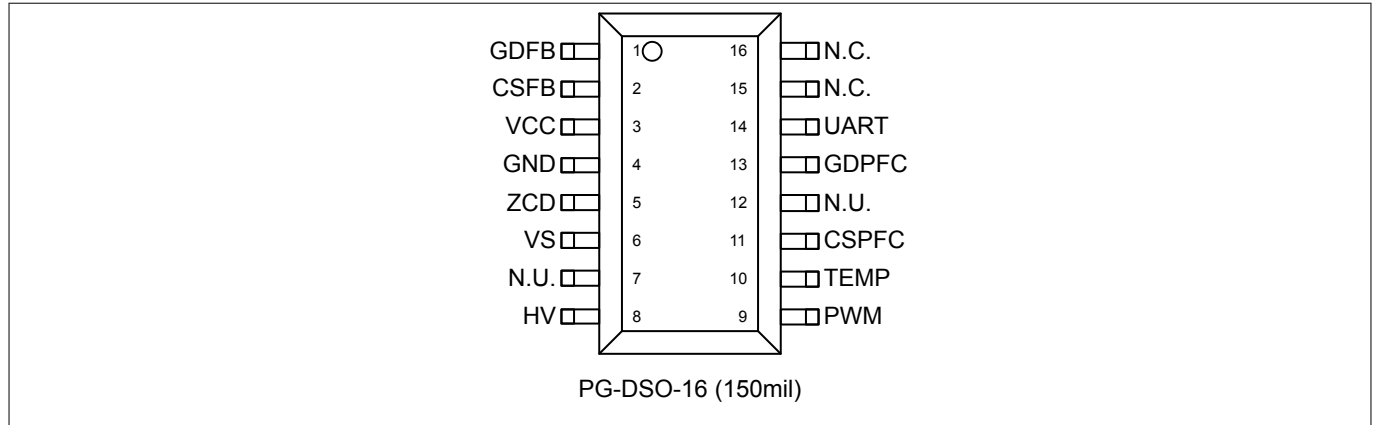 GDFB 1 16 N.C.
CSFB 2 15 N.C.
VCC 3 14 UART
GND 4 13 GDPFC
ZCD 5 12 N.U.
VS 6 11 CSPFC
N.U. 7 10 TEMP
HV 8 9 PWM
PG-DSO-16 (150mil)